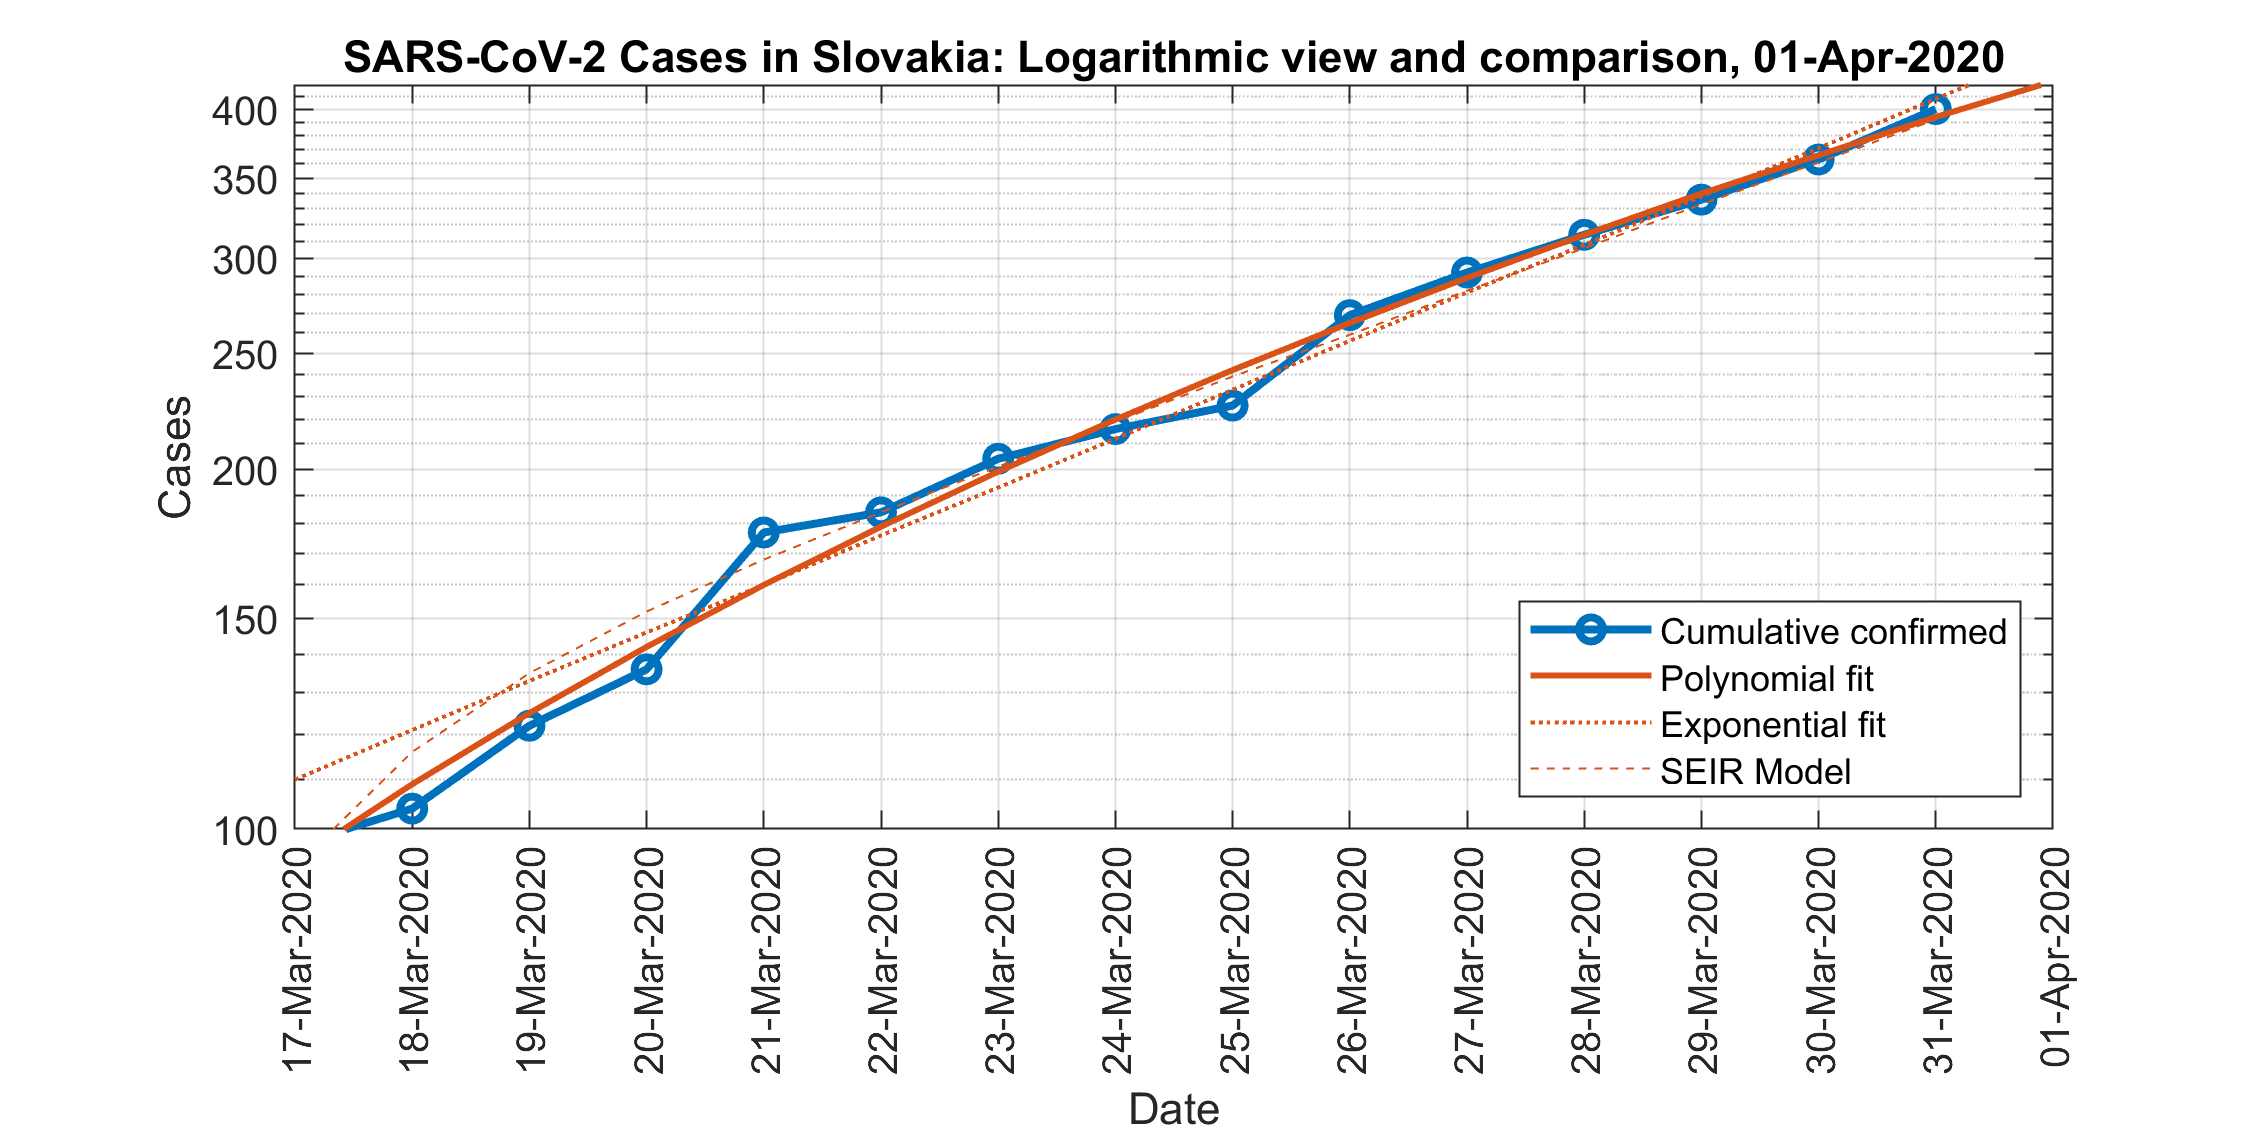 SARS-CoV-2 Cases in Slovakia: Logarithmic view and comparison, 01-Apr-2020
400
350
300
250
200
150
100
Cases
Cumulative confirmed
Polynomial fit
Exponential fit
SEIR Model
17-Mar-2020
18-Mar-2020
19-Mar-2020
20-Mar-2020
21-Mar-2020
22-Mar-2020
23-Mar-2020
24-Mar-2020
25-Mar-2020
26-Mar-2020
27-Mar-2020
28-Mar-2020
29-Mar-2020
30-Mar-2020
31-Mar-2020
01-Apr-2020
Date